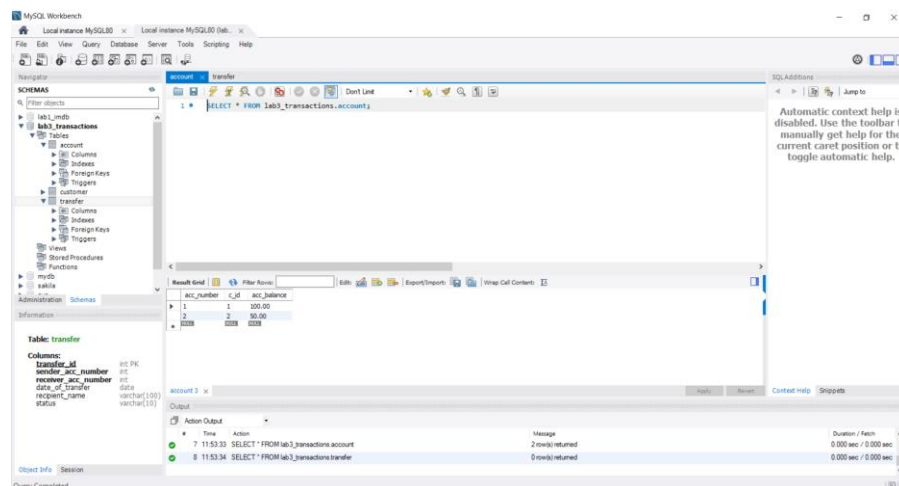 MySQL Workbench
Local instance MySQL80 × Local instance MySQL80 (lab... ×
File Edit View Query Database Server Tools Scripting Help
Navigator
SCHEMAS
Filter objects
lab1_imdb
lab3_transactions
Tables
account
Columns
Indexes
Foreign Keys
Triggers
customer
transfer
Columns
Indexes
Foreign Keys
Triggers
Views
Stored Procedures
Functions
mydb
sakila
Administration Schemas
Information
Table: transfer
Columns:
transfer_id int PK
sender_acc_number int
receiver_acc_number int
date_of_transfer date
recipient_name varchar(100)
status varchar(10)
Object Info Session
Query Completed
account × transfer
Don't Limit
1 SELECT * FROM lab3_transactions.account;
Result Grid Filter Rows: Edit: Export/Import: Wrap Cell Content:
acc_number c_id acc_balance
1 1 100.00
2 2 50.00
NULL NULL NULL
account 3 × Apply Revert
Output
Action Output
# Time Action Message Duration / Fetch
7 11:53:33 SELECT * FROM lab3_transactions.account 2 row(s) returned 0.000 sec / 0.000 sec
8 11:53:34 SELECT * FROM lab3_transactions.transfer 0 row(s) returned 0.000 sec / 0.000 sec
SQLAdditions
Jump to
Automatic context help is
disabled. Use the toolbar
manually get help for the
current caret position or
toggle automatic help.
Context Help Snippets